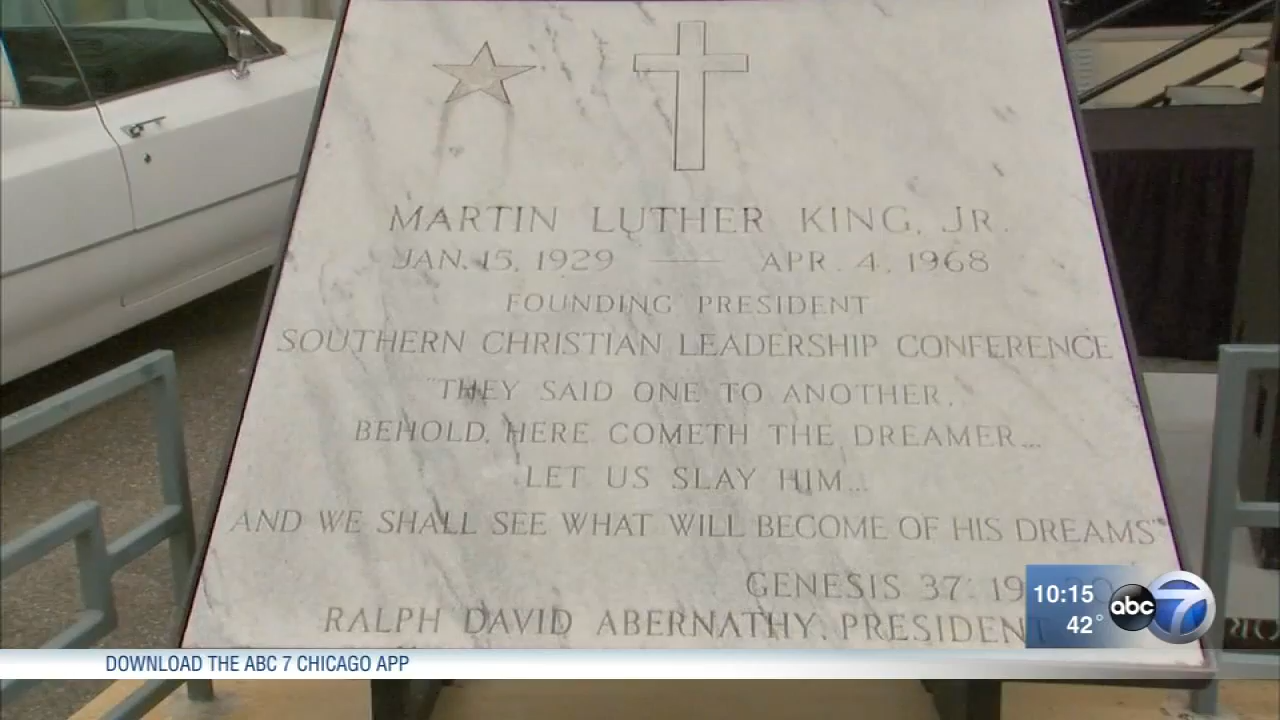 MARTIN LUTHER KING, JR.
JAN. 15, 1929 — APR. 4, 1968
FOUNDING PRESIDENT
SOUTHERN CHRISTIAN LEADERSHIP CONFERENCE
"THEY SAID ONE TO ANOTHER,
BEHOLD, HERE COMETH THE DREAMER...
LET US SLAY HIM...
AND WE SHALL SEE WHAT WILL BECOME OF HIS DREAMS"
GENESIS 37: 19
RALPH DAVID ABERNATHY, PRESIDENT
10:15
42°
abc 7
DOWNLOAD THE ABC 7 CHICAGO APP